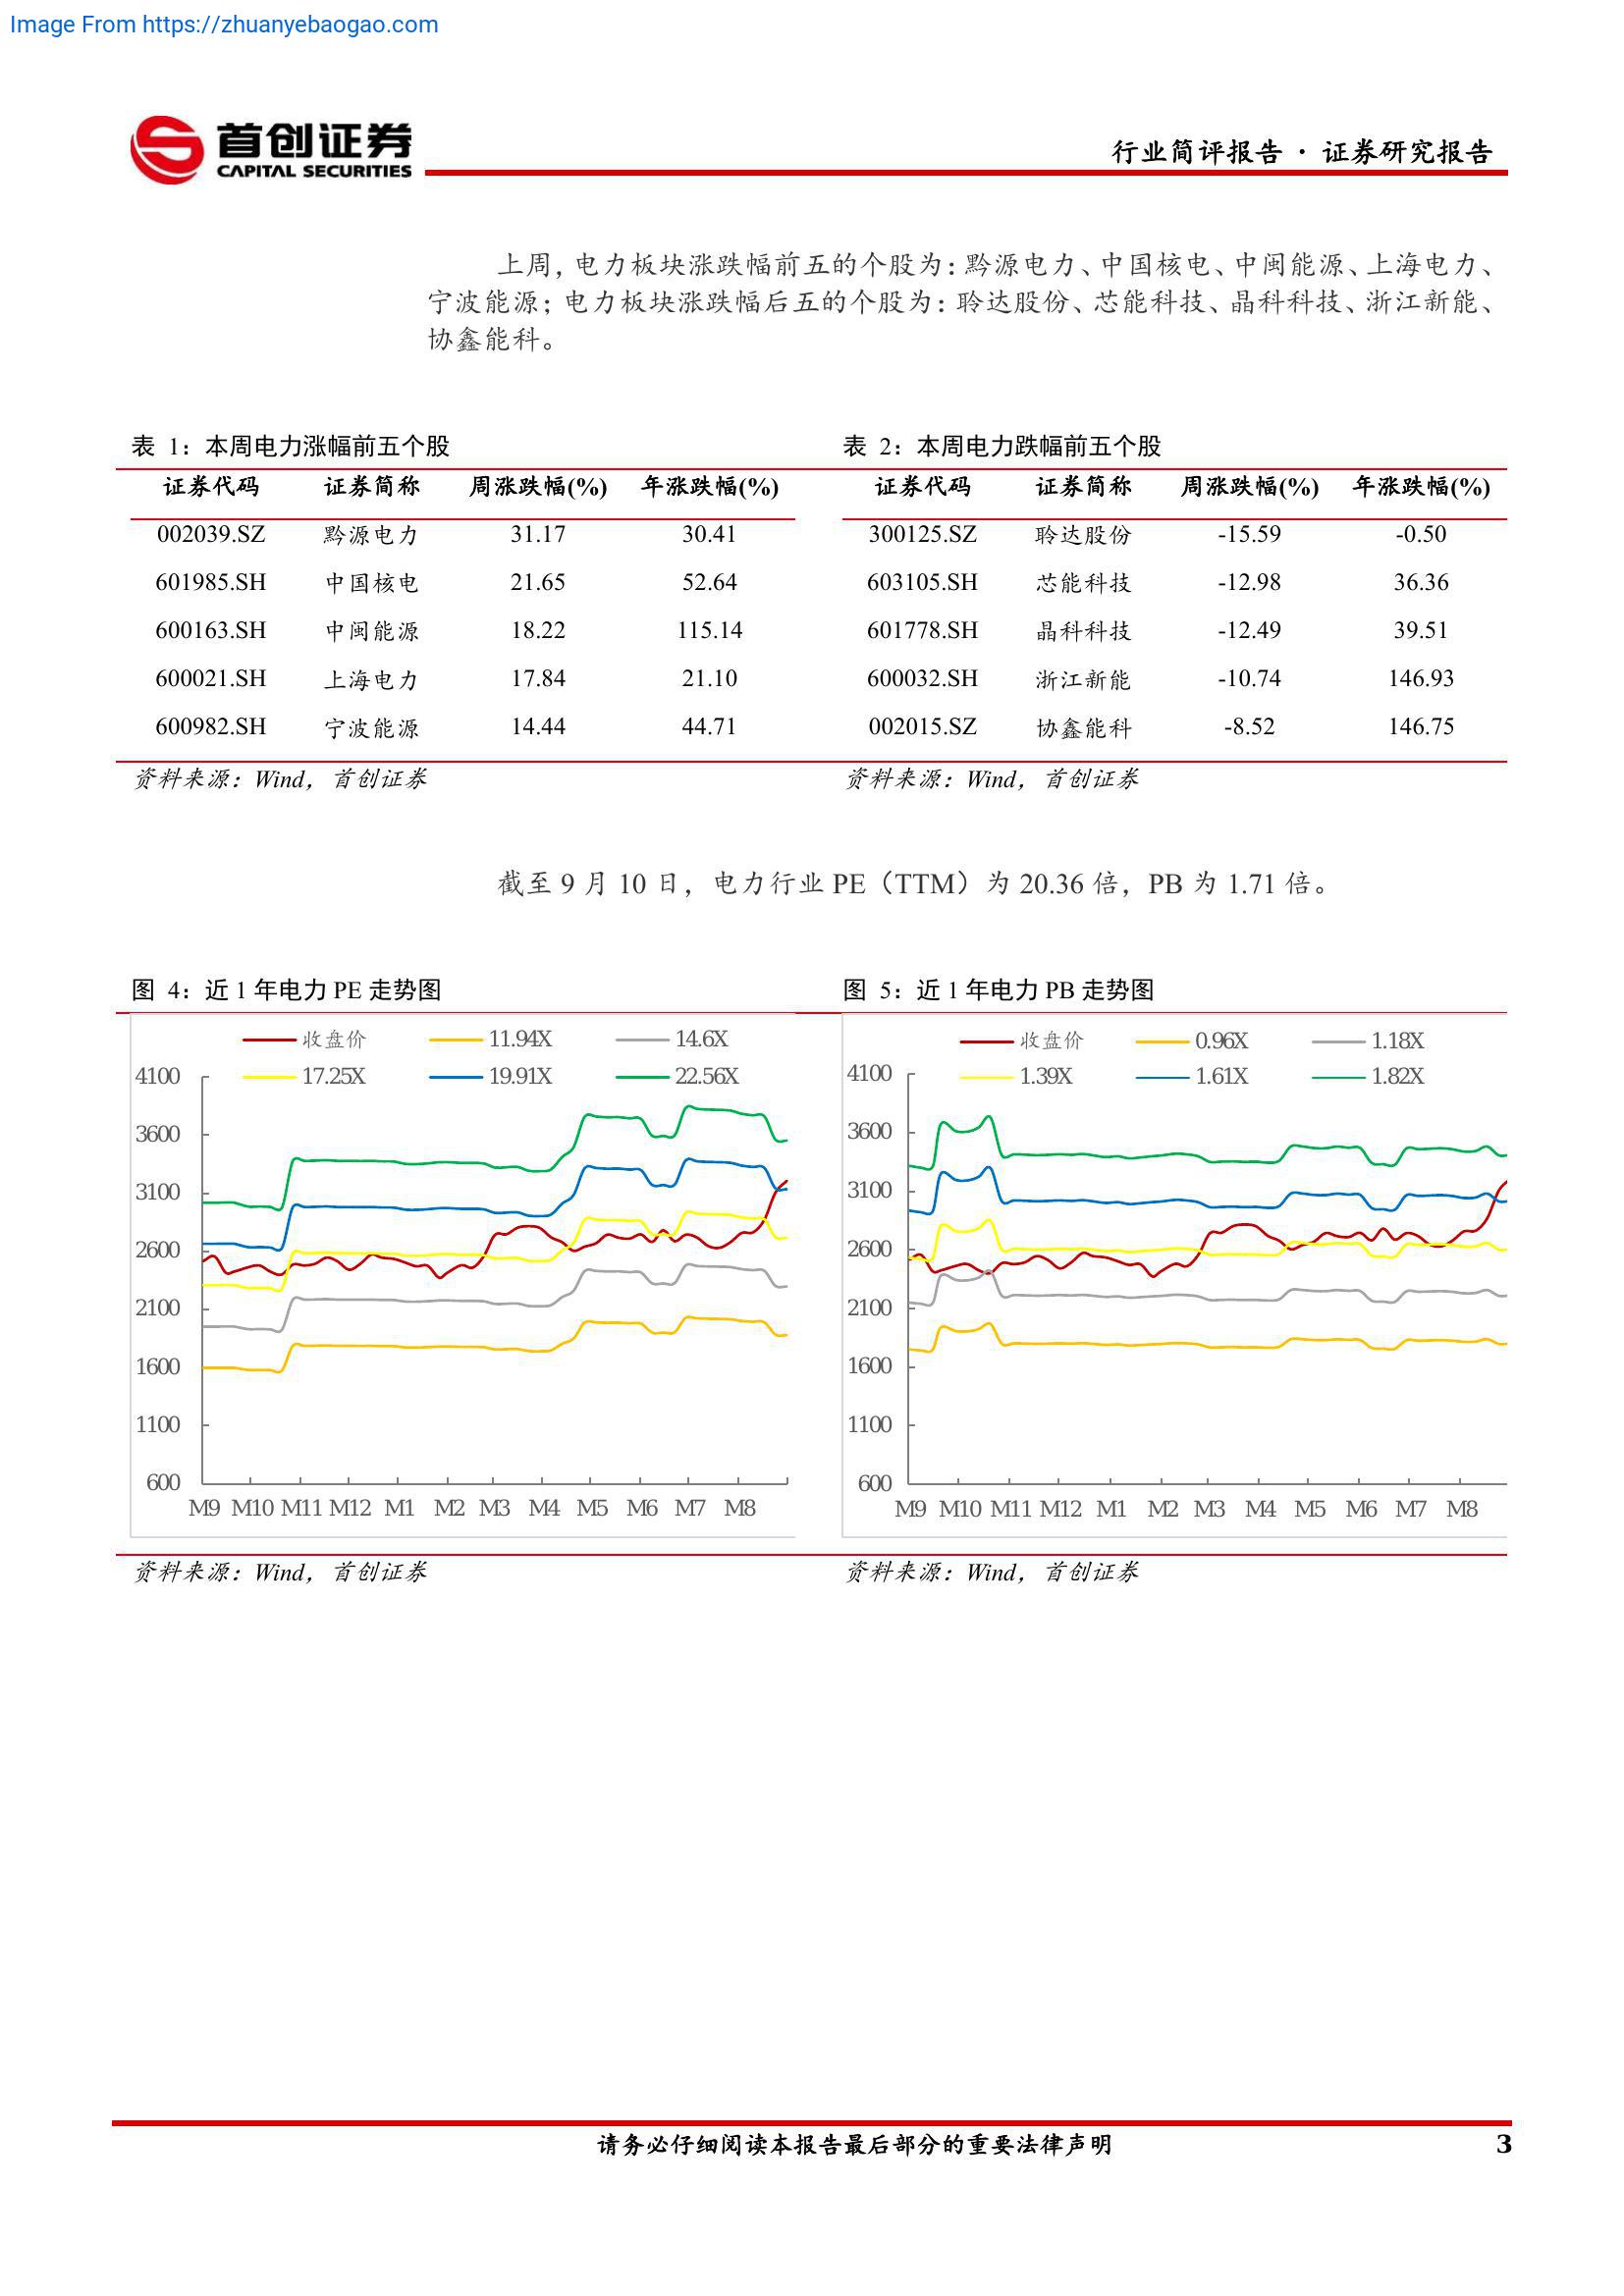 Image From https://zhuanyebaogao.com
首创证券
CAPITAL SECURITIES
行业简评报告 · 证券研究报告
上周，电力板块涨跌幅前五的个股为：黔源电力、中国核电、中闽能源、上海电力、
宁波能源；电力板块涨跌幅后五的个股为：聆达股份、芯能科技、晶科科技、浙江新能、
协鑫能科。
表 1：本周电力涨幅前五个股
证券代码 证券简称 周涨跌幅(%) 年涨跌幅(%)
002039.SZ 黔源电力 31.17 30.41
601985.SH 中国核电 21.65 52.64
600163.SH 中闽能源 18.22 115.14
600021.SH 上海电力 17.84 21.10
600982.SH 宁波能源 14.44 44.71
资料来源：Wind，首创证券
表 2：本周电力跌幅前五个股
证券代码 证券简称 周涨跌幅(%) 年涨跌幅(%)
300125.SZ 聆达股份 -15.59 -0.50
603105.SH 芯能科技 -12.98 36.36
601778.SH 晶科科技 -12.49 39.51
600032.SH 浙江新能 -10.74 146.93
002015.SZ 协鑫能科 -8.52 146.75
资料来源：Wind，首创证券
截至 9 月 10 日，电力行业 PE（TTM）为 20.36 倍，PB 为 1.71 倍。
图 4：近 1 年电力 PE 走势图
收盘价 11.94X 14.6X
17.25X 19.91X 22.56X
4100
3600
3100
2600
2100
1600
1100
600
M9 M10 M11 M12 M1 M2 M3 M4 M5 M6 M7 M8
资料来源：Wind，首创证券
图 5：近 1 年电力 PB 走势图
收盘价 0.96X 1.18X
1.39X 1.61X 1.82X
4100
3600
3100
2600
2100
1600
1100
600
M9 M10 M11 M12 M1 M2 M3 M4 M5 M6 M7 M8
资料来源：Wind，首创证券
请务必仔细阅读本报告最后部分的重要法律声明
3